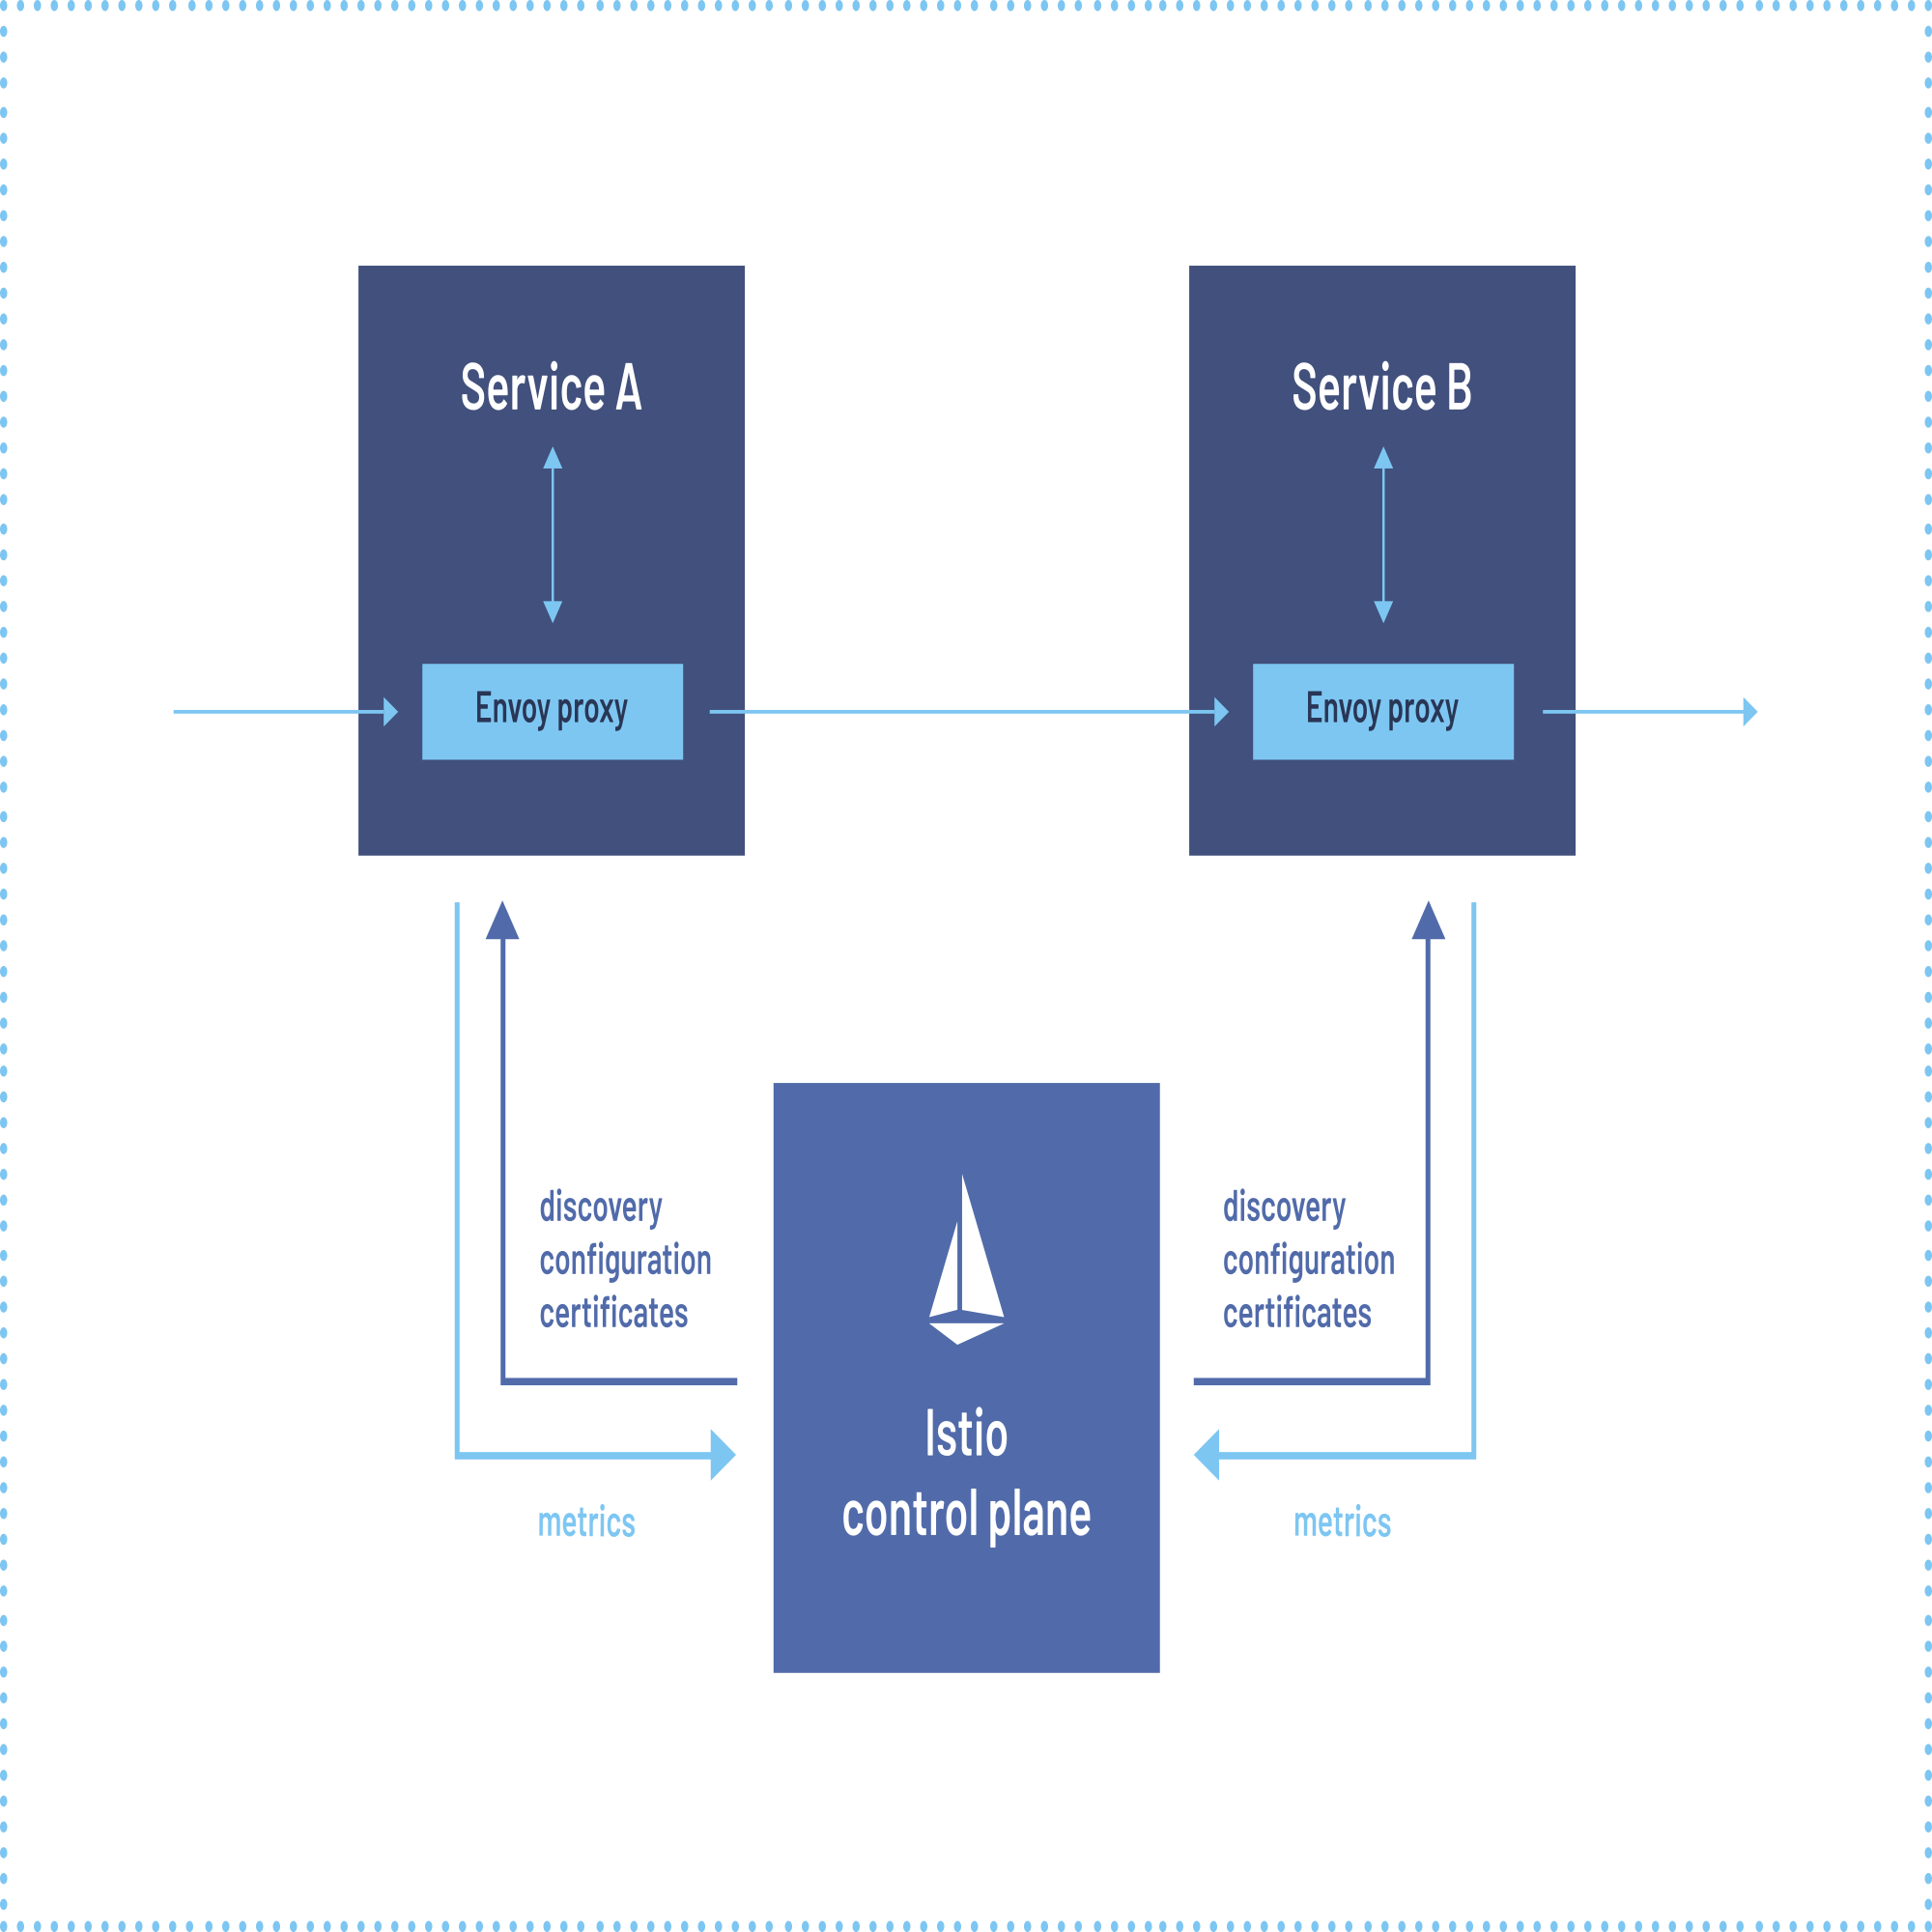 Service A
Service B
Envoy proxy
Envoy proxy
discovery
configuration
certificates
discovery
configuration
certificates
Istio
control plane
metrics
metrics